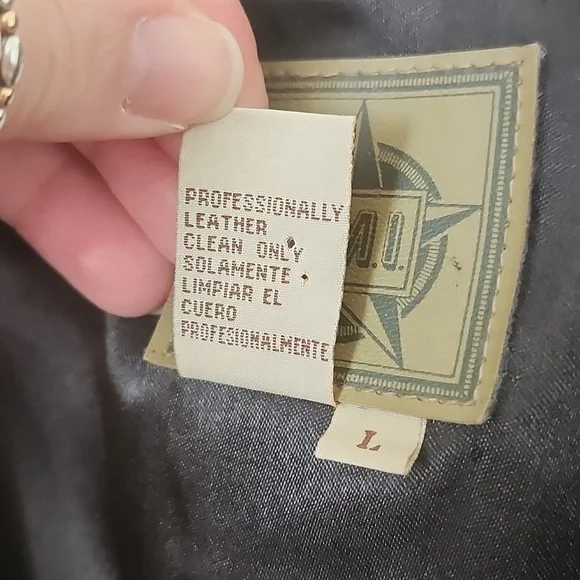 PROFESSIONALLY
LEATHER
CLEAN ONLY
SOLAMENTE
LIMPIAR EL
CUERO
PROFESIONALMENTE
L